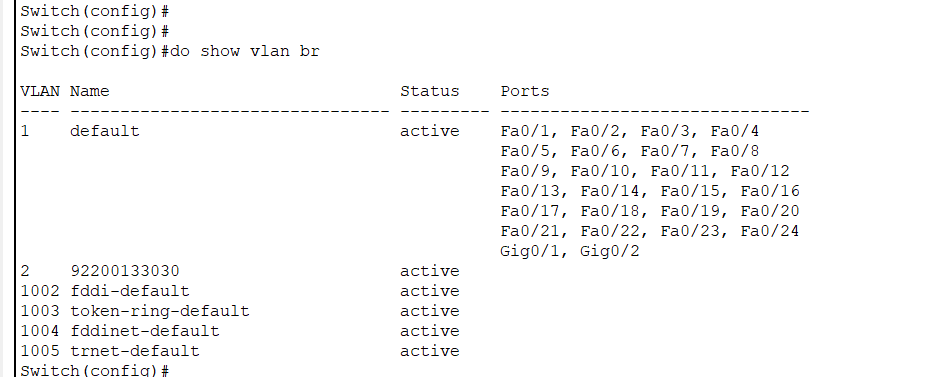 Switch(config)#
Switch(config)#
Switch(config)#do show vlan br
VLAN Name                             Status    Ports
---- -------------------------------- --------- -------------------------------
1    default                          active    Fa0/1, Fa0/2, Fa0/3, Fa0/4
                                                Fa0/5, Fa0/6, Fa0/7, Fa0/8
                                                Fa0/9, Fa0/10, Fa0/11, Fa0/12
                                                Fa0/13, Fa0/14, Fa0/15, Fa0/16
                                                Fa0/17, Fa0/18, Fa0/19, Fa0/20
                                                Fa0/21, Fa0/22, Fa0/23, Fa0/24
                                                Gig0/1, Gig0/2
2    92200133030                      active
1002 fddi-default                     active
1003 token-ring-default               active
1004 fddinet-default                  active
1005 trnet-default                    active
Switch(config)#